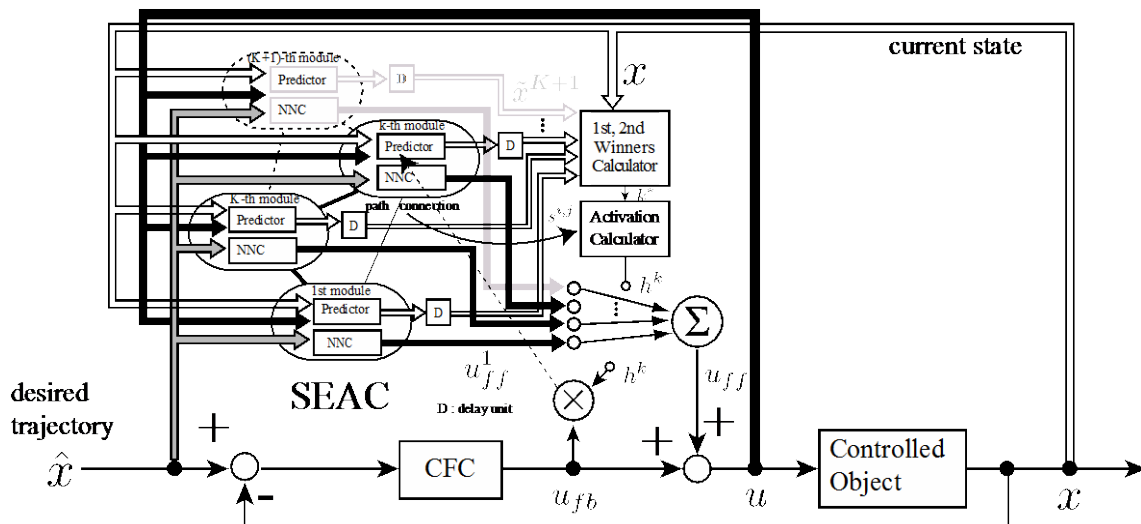 current state
(K+1)-th module
Predictor
D
NNC
x
x̃^{K+1}
k-th module
Predictor
D
NNC
1st, 2nd
Winners
Calculator
K-th module
path connection
Predictor
D
NNC
Activation
Calculator
1st module
Predictor
D
NNC
h^k
Σ
u^1_{ff}
h^k
u_{ff}
SEAC
D : delay unit
×
desired
trajectory
+
+
+
x̂
CFC
Controlled
Object
-
u_{fb}
u
x